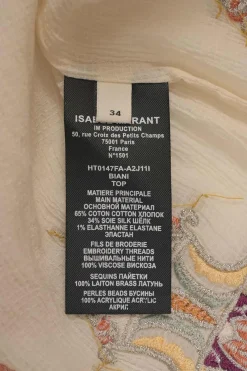 34
ISABEL MARANT
IM PRODUCTION
50, rue Croix des Petits Champs
75001 Paris
France
N°1501
HT0147FA-A2J11I
BIANI
TOP
MATIERE PRINCIPALE
MAIN MATERIAL
ОСНОВНОЙ МАТЕРИАЛ
65% COTON COTTON ХЛОПОК
34% SOIE SILK ШЁЛК
1% ELASTHANNE ELASTANE
ЭЛАСТАН
FILS DE BRODERIE
EMBROIDERY THREADS
ВЫШИВАЛЬНЫЕ НИТИ
100% VISCOSE ВИСКОЗА
SEQUINS ПАЙЕТКИ
100% LAITON BRASS ЛАТУНЬ
PERLES BEADS БУСИНЫ
100% ACRYLIQUE ACRYLIC
АКРИЛ